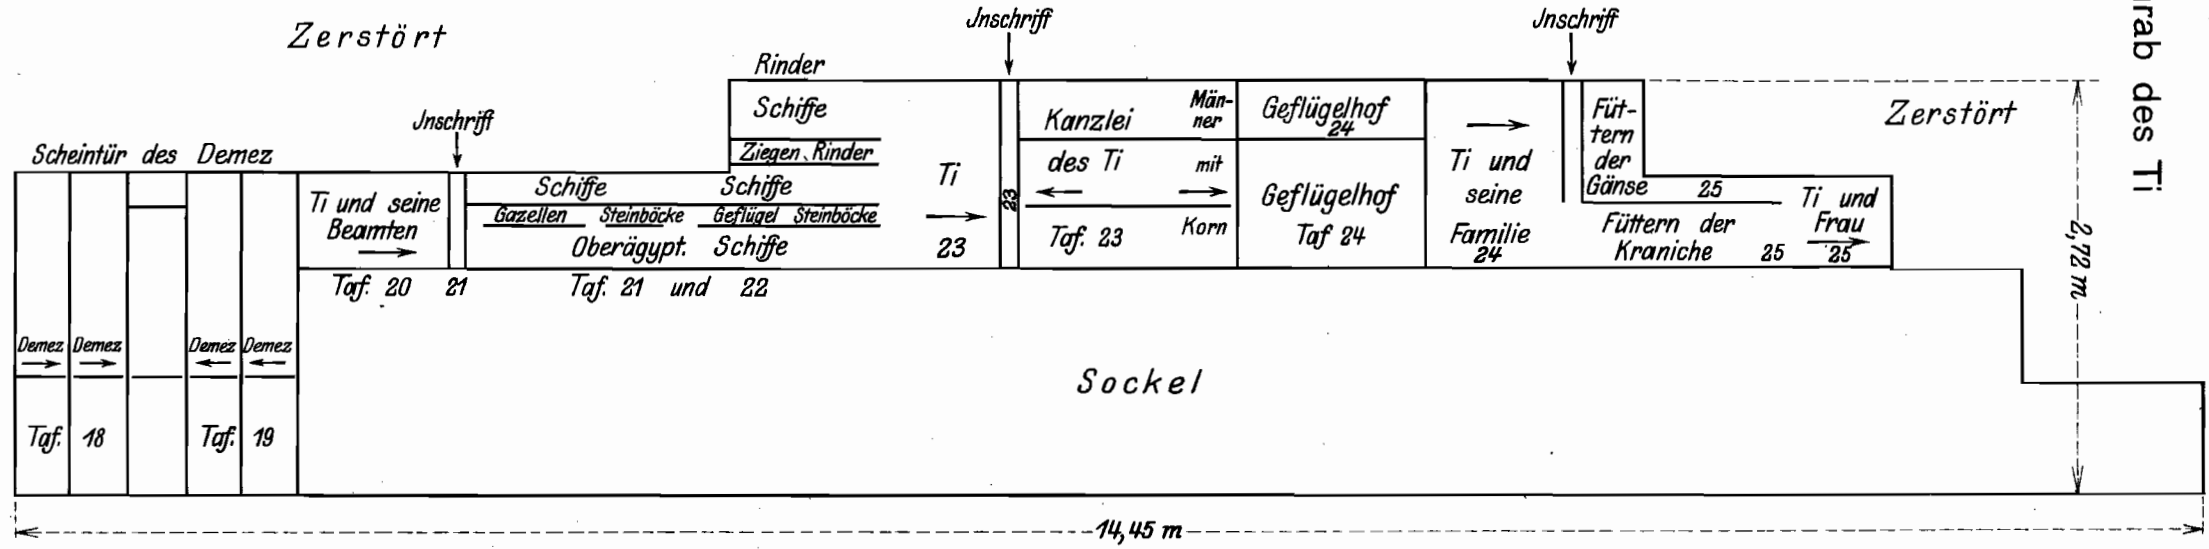 Zerstört
Jnschrift
Jnschrift
Rinder
Jnschrift
Scheintür des Demez
Schiffe
Ziegen, Rinder
Ti
23
Kanzlei
Män-
ner
des Ti
mit
Taf. 23
Korn
Geflügelhof
24
Geflügelhof
Taf 24
Ti und
seine
Familie
24
Füt-
tern
der
Gänse 25
Zerstört
Ti und
Frau
25
Füttern der
Kraniche 25
Ti und seine
Beamten
Schiffe Schiffe
Gazellen Steinböcke Geflügel Steinböcke
Oberägypt. Schiffe
23
Taf. 20 21 Taf. 21 und 22
Demez Demez Demez Demez
Taf. 18 Taf. 19
Sockel
2,72 m
14,45 m
rab des Ti